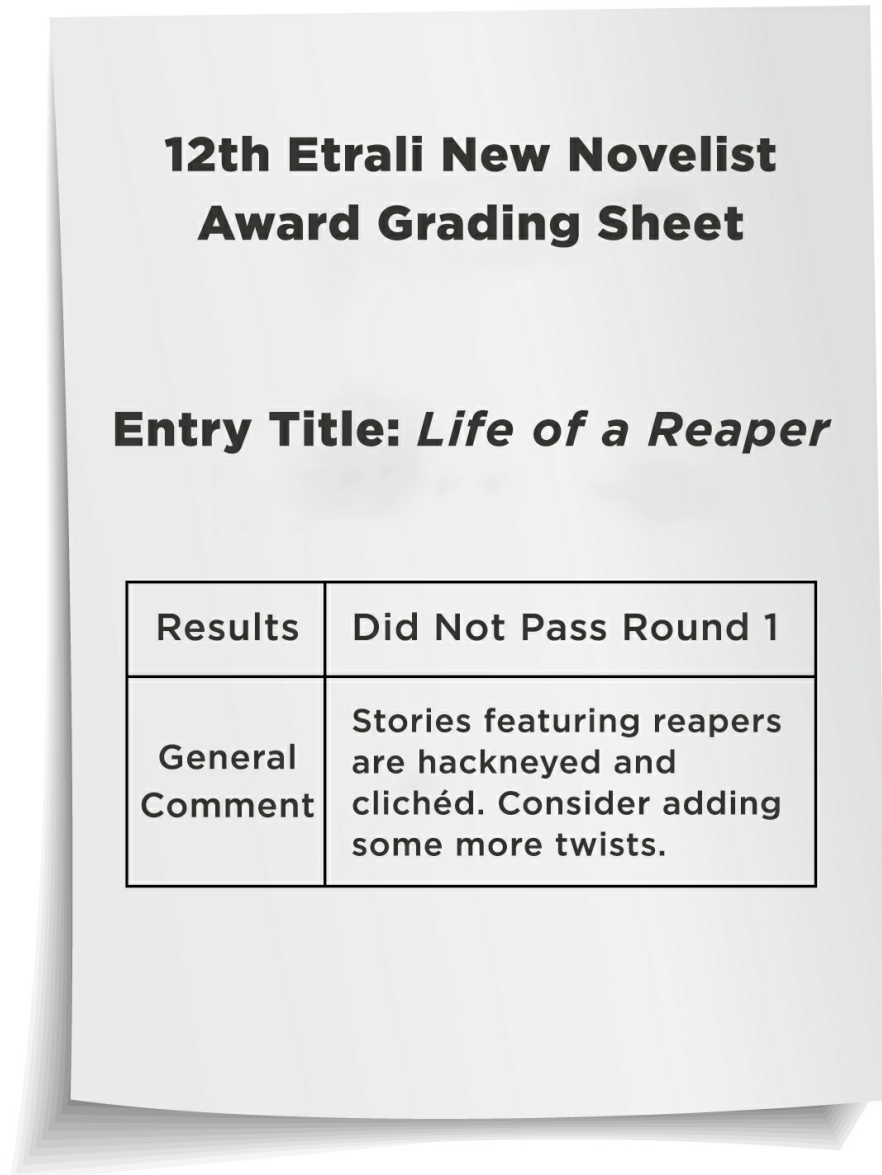 12th Etrali New Novelist
Award Grading Sheet
Entry Title: Life of a Reaper
Results
Did Not Pass Round 1
General
Comment
Stories featuring reapers
are hackneyed and
clichéd. Consider adding
some more twists.